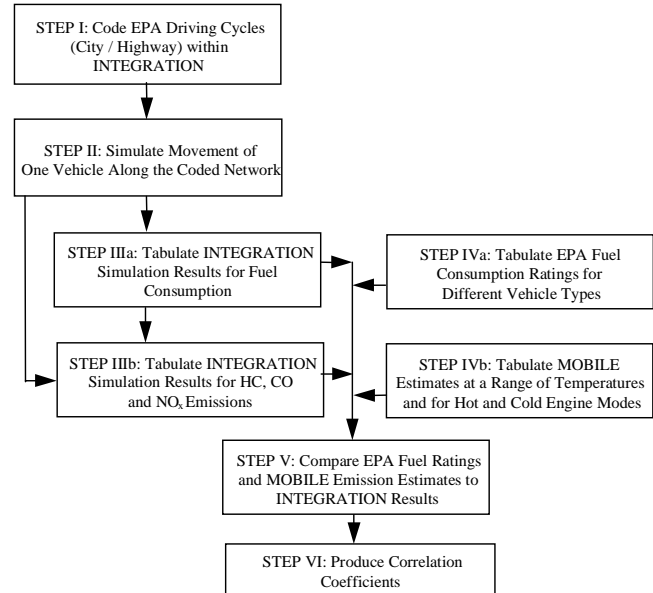 STEP I: Code EPA Driving Cycles
(City / Highway) within
INTEGRATION
STEP II: Simulate Movement of
One Vehicle Along the Coded Network
STEP IIIa: Tabulate INTEGRATION
Simulation Results for Fuel
Consumption
STEP IVa: Tabulate EPA Fuel
Consumption Ratings for
Different Vehicle Types
STEP IIIb: Tabulate INTEGRATION
Simulation Results for HC, CO
and NOx Emissions
STEP IVb: Tabulate MOBILE
Estimates at a Range of Temperatures
and for Hot and Cold Engine Modes
STEP V: Compare EPA Fuel Ratings
and MOBILE Emission Estimates to
INTEGRATION Results
STEP VI: Produce Correlation
Coefficients